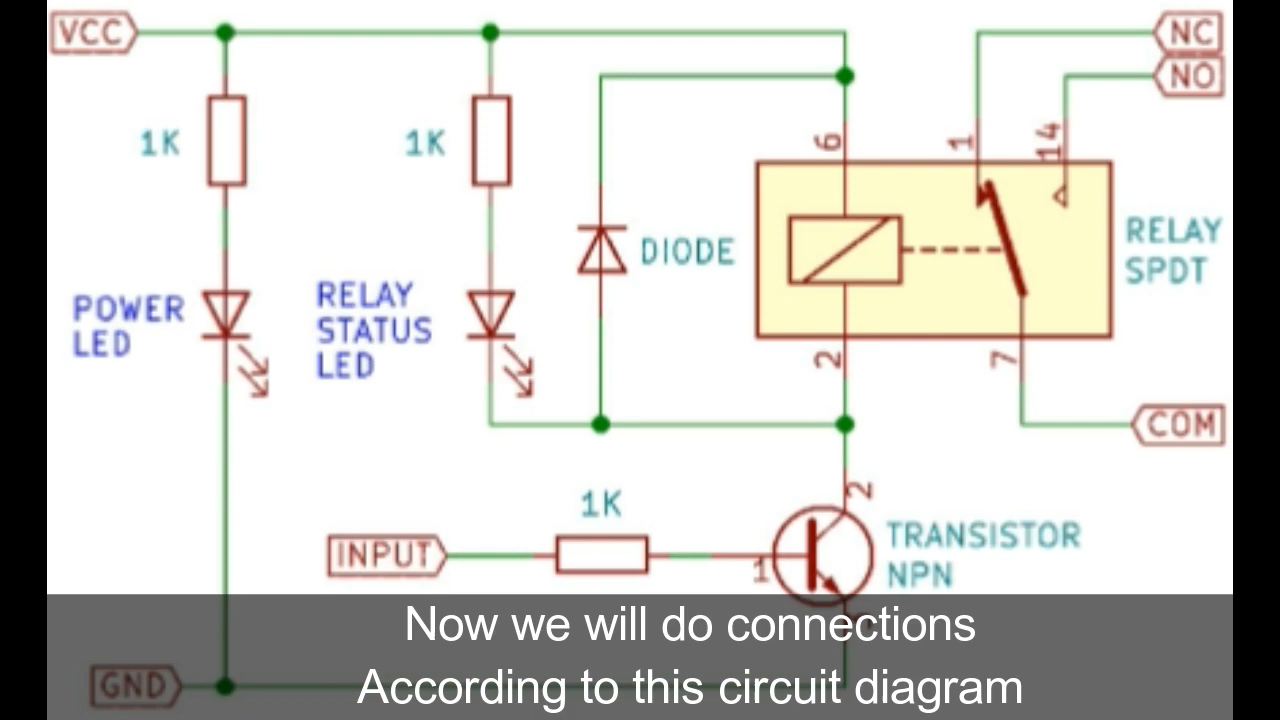 VCC
NC
NO
1K
1K
6
1
14
DIODE
RELAY
SPDT
POWER
LED
RELAY
STATUS
LED
2
7
COM
1K
2
INPUT
1
TRANSISTOR
NPN
Now we will do connections
GND
According to this circuit diagram